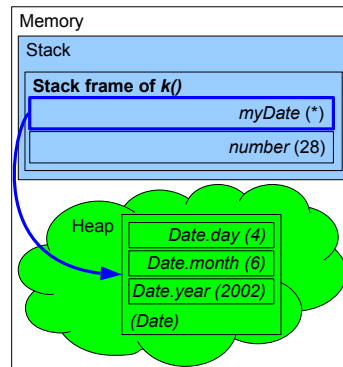 Memory
Stack
Stack frame of k()
myDate (*)
number (28)
Heap
Date.day (4)
Date.month (6)
Date.year (2002)
(Date)